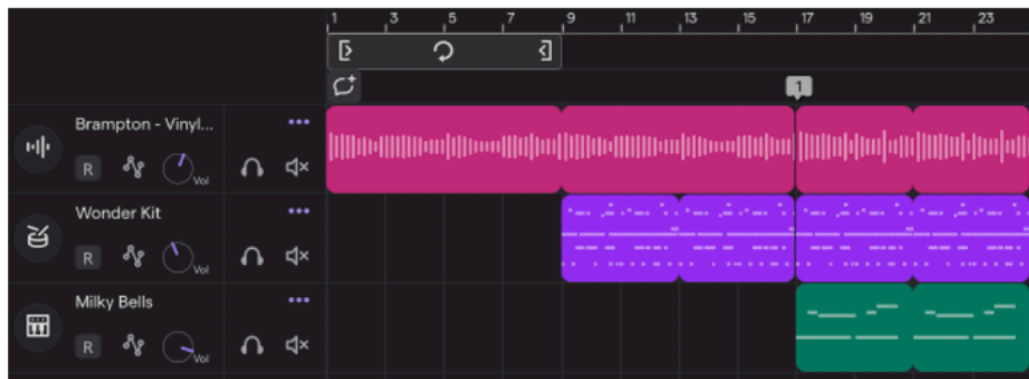 1 3 5 7 9 11 13 15 17 19 21 23
1
Brampton - Vinyl...
R Vol
Wonder Kit
R Vol
Milky Bells
R Vol